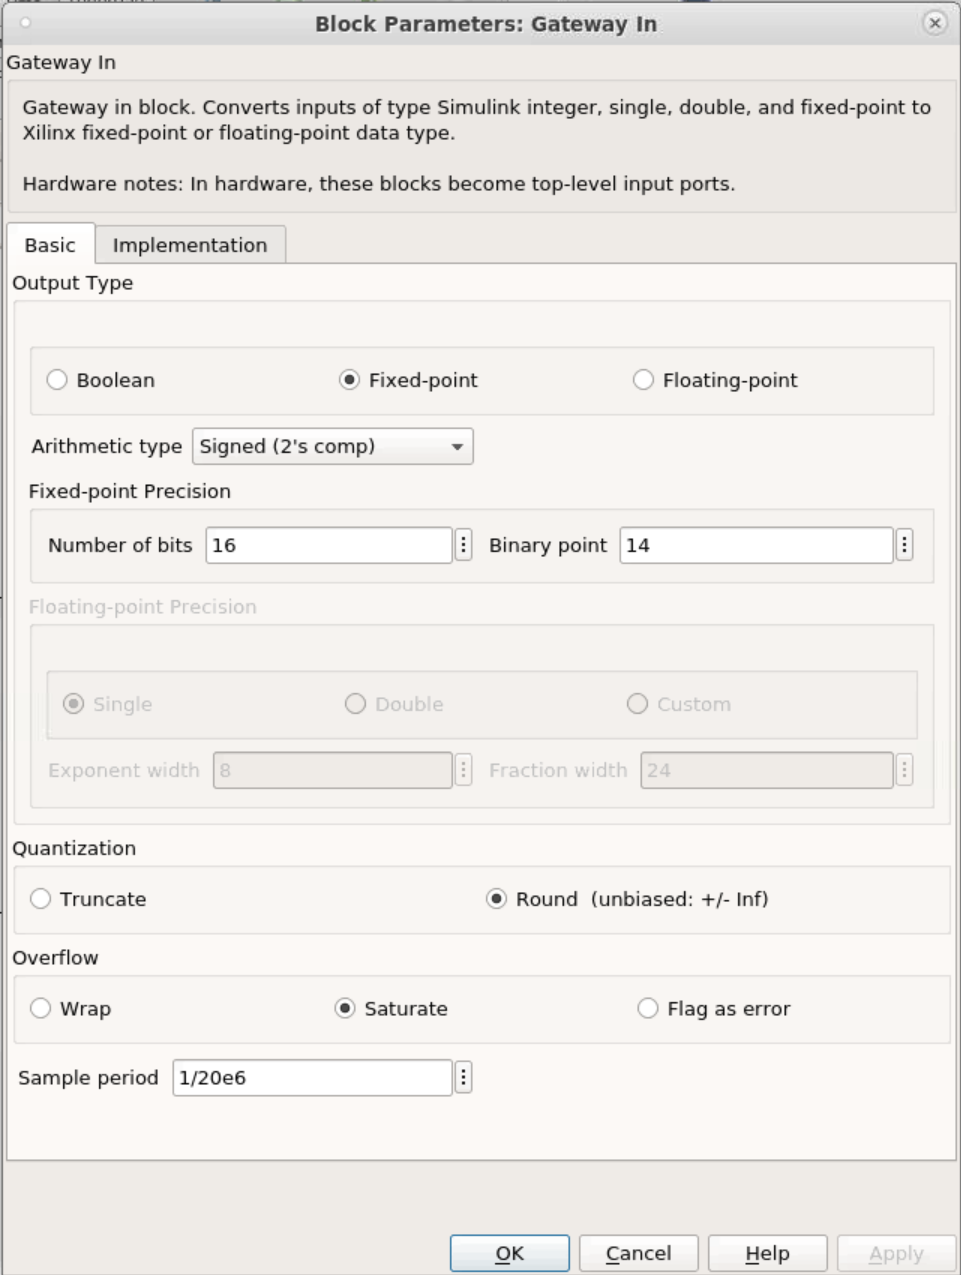 Block Parameters: Gateway In
Gateway In
Gateway in block. Converts inputs of type Simulink integer, single, double, and fixed-point to
Xilinx fixed-point or floating-point data type.
Hardware notes: In hardware, these blocks become top-level input ports.
Basic Implementation
Output Type
Boolean Fixed-point Floating-point
Arithmetic type Signed (2's comp)
Fixed-point Precision
Number of bits 16 Binary point 14
Floating-point Precision
Single Double Custom
Exponent width 8 Fraction width 24
Quantization
Truncate Round (unbiased: +/- Inf)
Overflow
Wrap Saturate Flag as error
Sample period 1/20e6
OK Cancel Help Apply